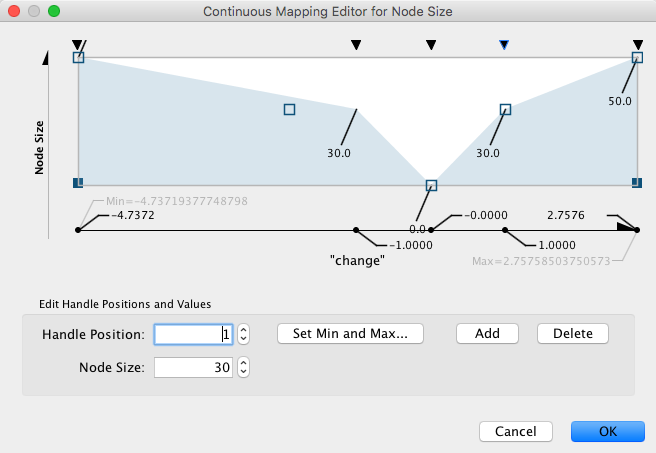 Continuous Mapping Editor for Node Size
Node Size
50.0
30.0
30.0
0.0
Min=-4.73719377748798
-4.7372
-0.0000
2.7576
-1.0000
1.0000
"change"
Max=2.75758503750573
Edit Handle Positions and Values
Handle Position: 1 Set Min and Max... Add Delete
Node Size: 30
Cancel OK